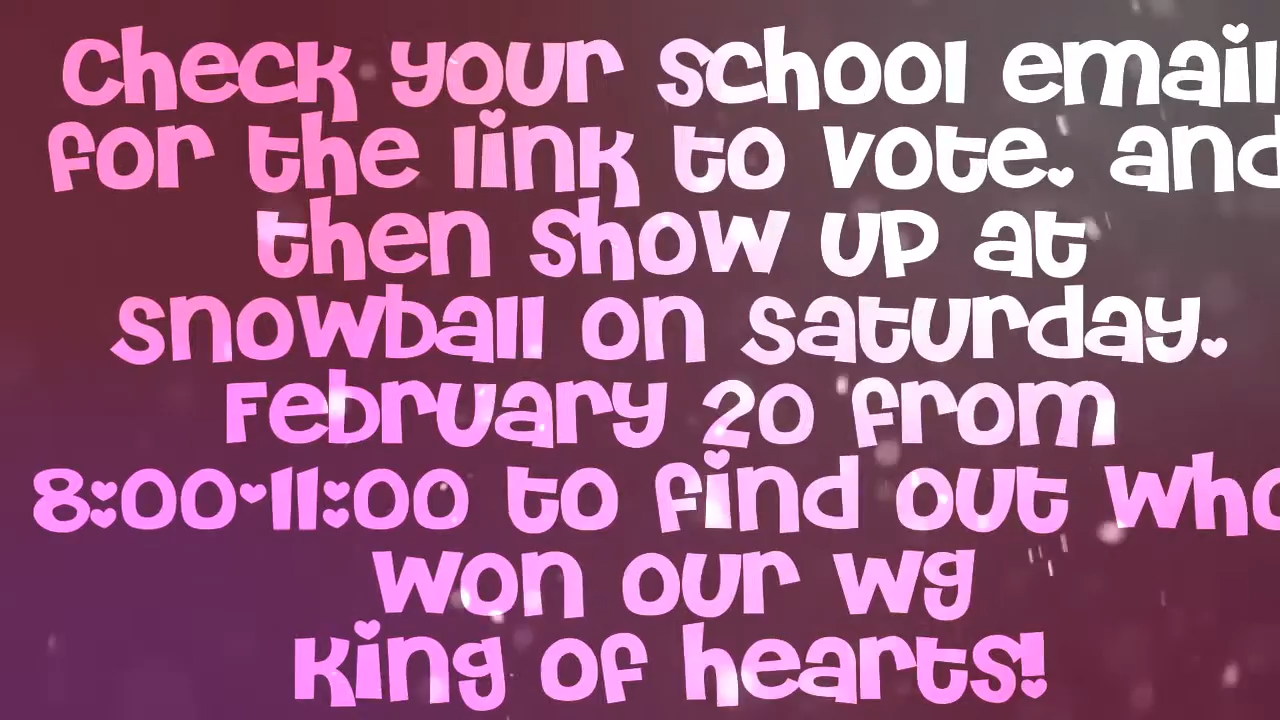 Check your school email
for the link to vote. and
then show up at
snowball on saturday.
February 20 from
8:00-11:00 to find out who
won our wg
king of hearts!